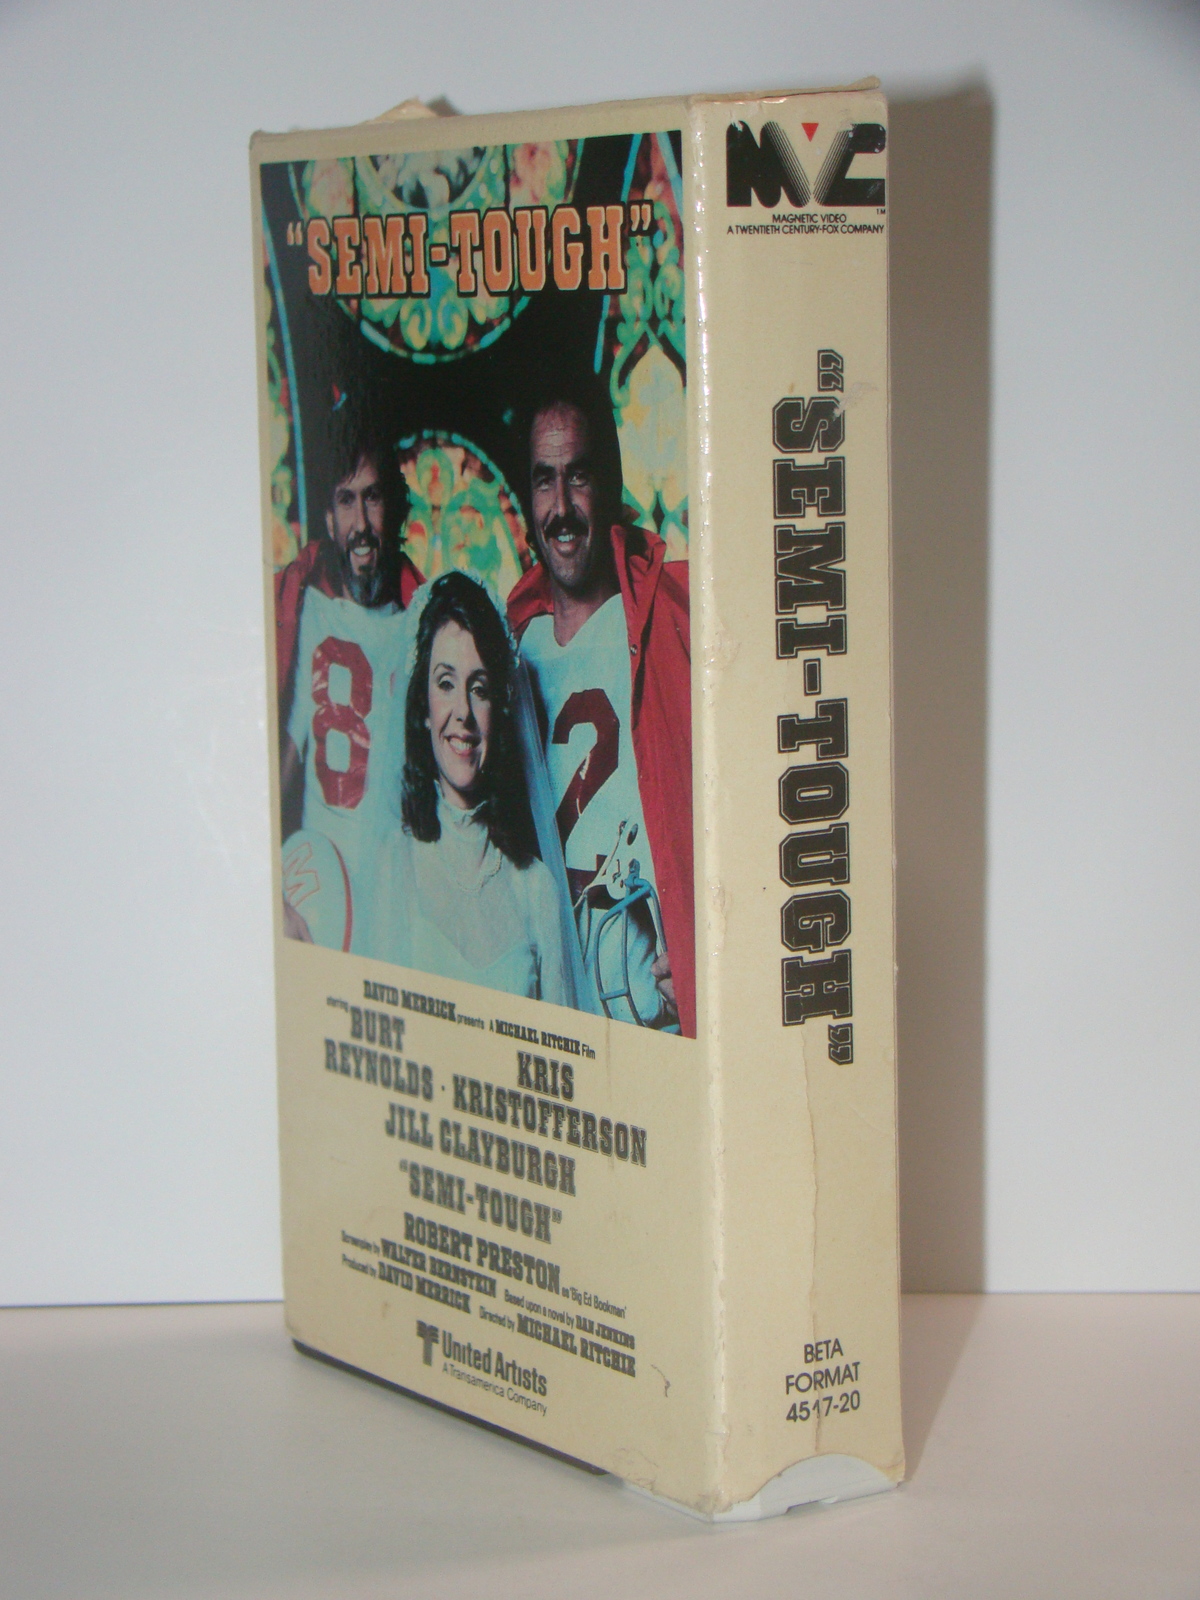 "SEMI-TOUGH"
8
2
M
DAVID MERRICK presents A MICHAEL RITCHIE Film
starring
BURT REYNOLDS · KRIS KRISTOFFERSON
JILL CLAYBURGH
"SEMI-TOUGH"
ROBERT PRESTON as 'Big Ed Bookman'
Screenplay by WALTER BERNSTEIN Based upon a novel by DAN JENKINS
Produced by DAVID MERRICK Directed by MICHAEL RITCHIE
United Artists
A Transamerica Company
MVC
TM
MAGNETIC VIDEO
A TWENTIETH CENTURY-FOX COMPANY
"SEMI-TOUGH"
BETA
FORMAT
4517-20